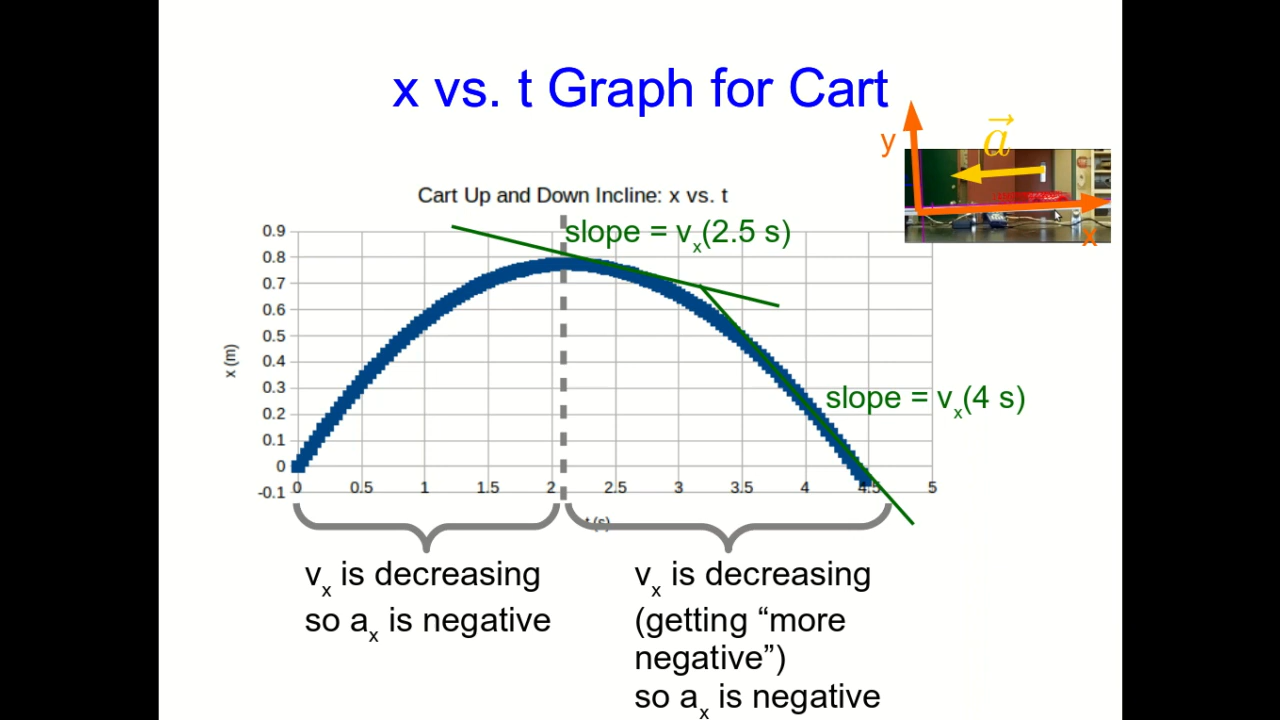 x vs. t Graph for Cart
y
a
x
Cart Up and Down Incline: x vs. t
slope = vx(2.5 s)
0.9
0.8
0.7
0.6
0.5
0.4
0.3
0.2
0.1
0
-0.1
x (m)
slope = vx(4 s)
0 0.5 1 1.5 2 2.5 3 3.5 4 4.5 5
t (s)
vx is decreasing
so ax is negative
vx is decreasing
(getting “more
negative”)
so ax is negative